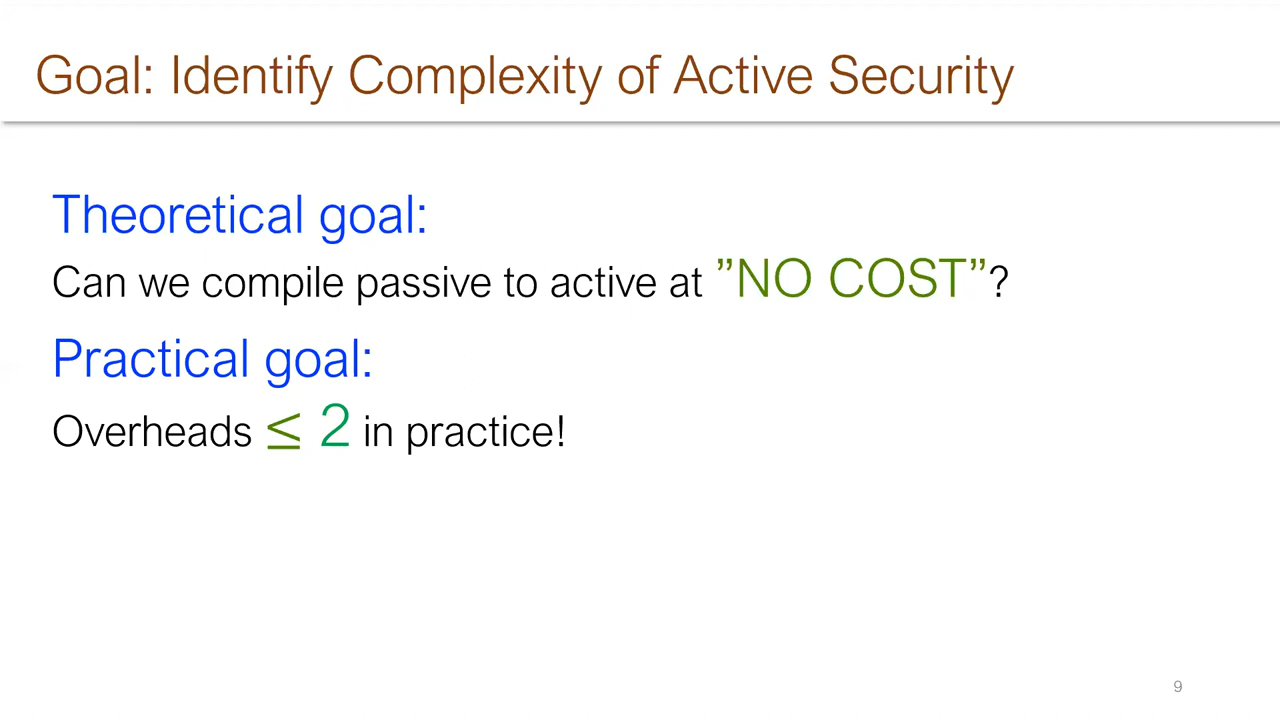 Goal: Identify Complexity of Active Security
Theoretical goal:
Can we compile passive to active at ”NO COST”?
Practical goal:
Overheads ≤ 2 in practice!
9